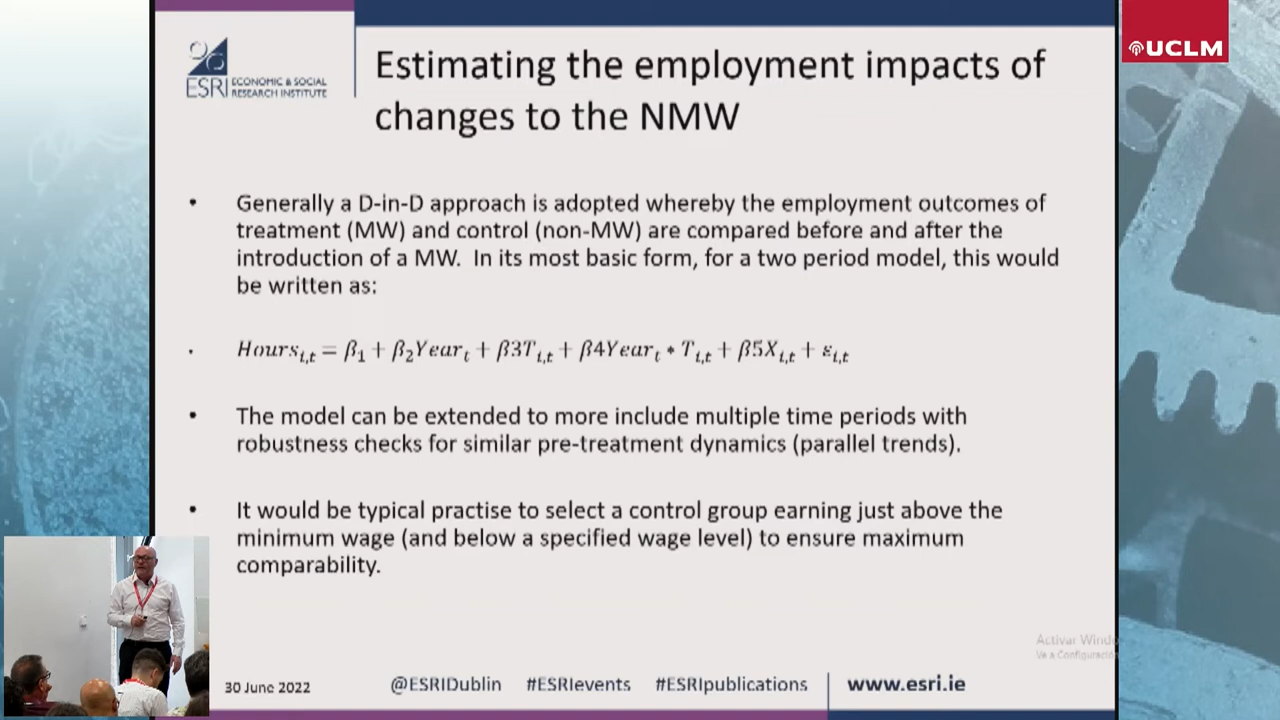 UCLM
ESRI
ECONOMIC & SOCIAL
RESEARCH INSTITUTE
Estimating the employment impacts of
changes to the NMW
• Generally a D-in-D approach is adopted whereby the employment outcomes of
treatment (MW) and control (non-MW) are compared before and after the
introduction of a MW. In its most basic form, for a two period model, this would
be written as:
• Hours_{i,t} = β₁ + β₂Year_t + β3T_{i,t} + β4Year_t * T_{i,t} + β5X_{i,t} + ε_{i,t}
• The model can be extended to more include multiple time periods with
robustness checks for similar pre-treatment dynamics (parallel trends).
• It would be typical practise to select a control group earning just above the
minimum wage (and below a specified wage level) to ensure maximum
comparability.
Activar Windo
Ve a Configuración
30 June 2022
@ESRIDublin #ESRIevents #ESRIpublications
www.esri.ie